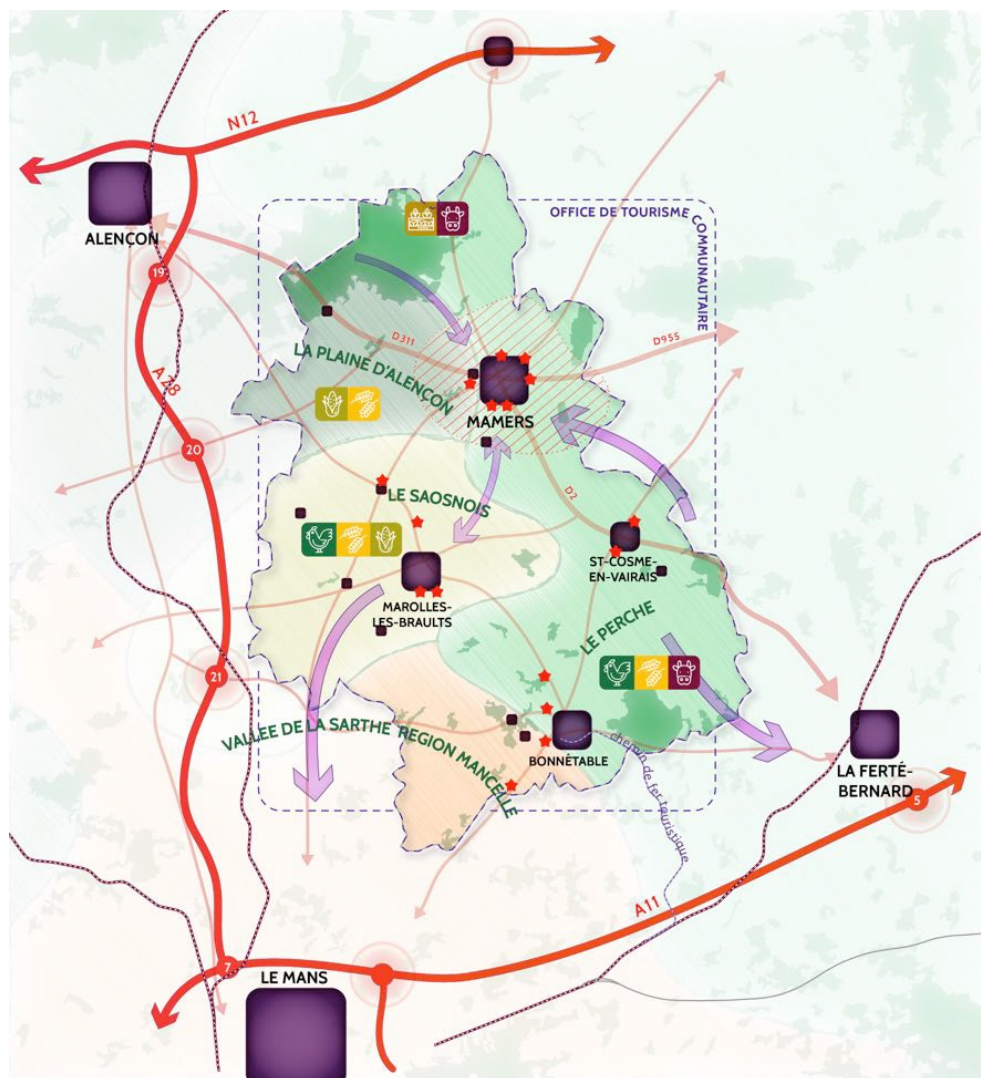 N12
ALENÇON
OFFICE DE TOURISME COMMUNAUTAIRE
19
A 28
D311
D955
LA PLAINE D'ALENÇON
MAMERS
20
LE SAOSNOIS
D2
ST-COSME-
EN-VAIRAIS
MAROLLES-
LES-BRAULTS
LE PERCHE
21
VALLÉE DE LA SARTHE REGION MANCELLE
BONNÉTABLE
chemin de fer touristique
LA FERTÉ-
BERNARD
5
A11
7
LE MANS